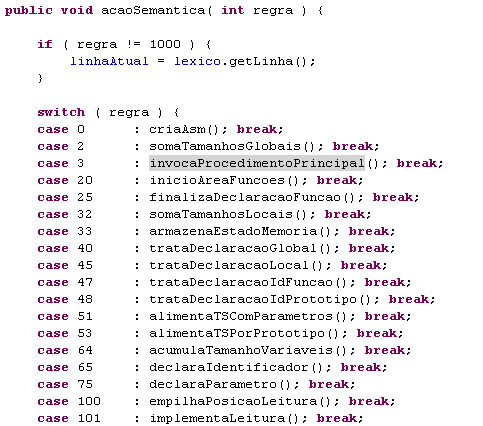 public void acaoSemantica( int regra ) {
if ( regra != 1000 ) {
linhaAtual = lexico.getLinha();
}
switch ( regra ) {
case 0 : criaAsm(); break;
case 2 : somaTamanhosGlobais(); break;
case 3 : invocaProcedimentoPrincipal(); break;
case 20 : inicioAreaFuncoes(); break;
case 25 : finalizaDeclaracaoFuncao(); break;
case 32 : somaTamanhosLocais(); break;
case 33 : armazenaEstadoMemoria(); break;
case 40 : trataDeclaracaoGlobal(); break;
case 45 : trataDeclaracaoLocal(); break;
case 47 : trataDeclaracaoIdFuncao(); break;
case 48 : trataDeclaracaoIdPrototipo(); break;
case 51 : alimentaTSComParametros(); break;
case 53 : alimentaTSPorPrototipo(); break;
case 64 : acumulaTamanhoVariaveis(); break;
case 65 : declaraIdentificador(); break;
case 75 : declaraParametro(); break;
case 100 : empilhaPosicaoLeitura(); break;
case 101 : implementaLeitura(); break;